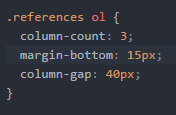 .references ol {
  column-count: 3;
  margin-bottom: 15px;
  column-gap: 40px;
}